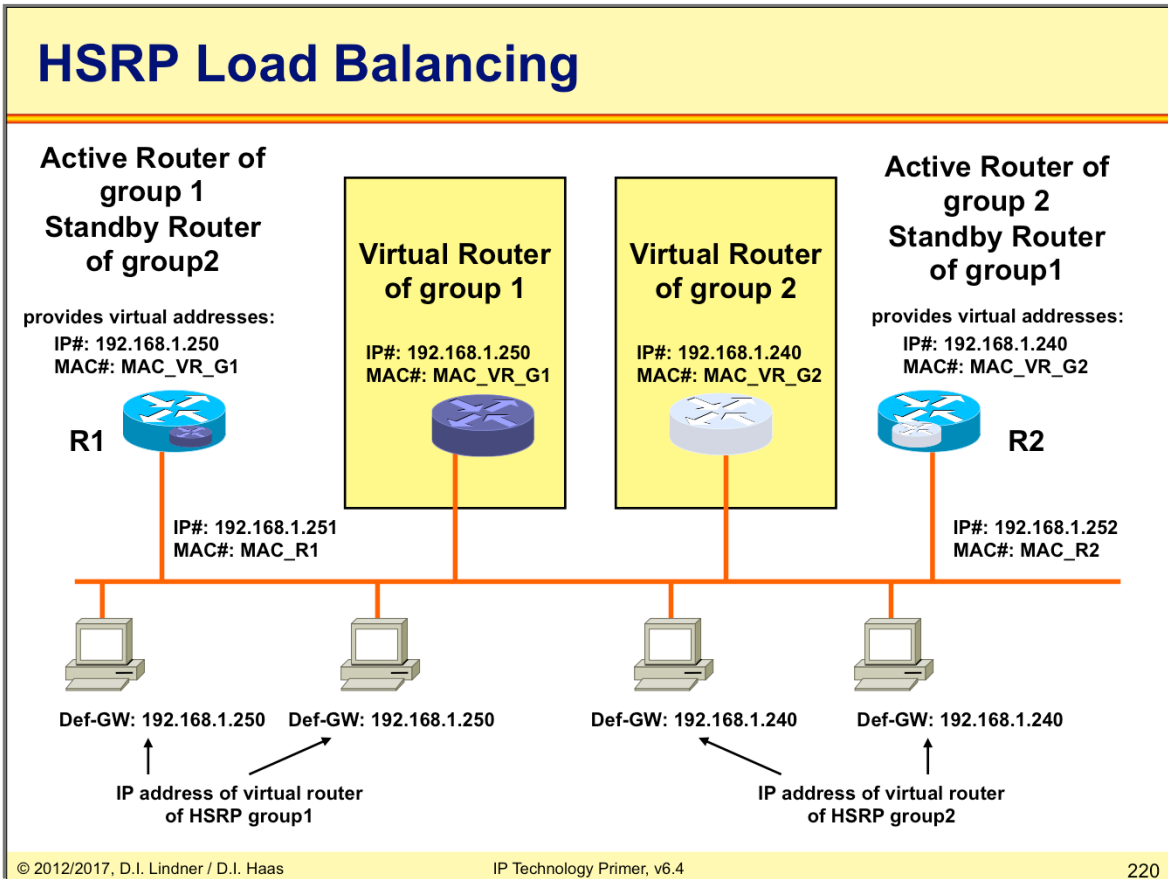 HSRP Load Balancing
Active Router of
group 1
Standby Router
of group2
provides virtual addresses:
IP#: 192.168.1.250
MAC#: MAC_VR_G1
R1
IP#: 192.168.1.251
MAC#: MAC_R1
Virtual Router
of group 1
IP#: 192.168.1.250
MAC#: MAC_VR_G1
Virtual Router
of group 2
IP#: 192.168.1.240
MAC#: MAC_VR_G2
Active Router of
group 2
Standby Router
of group1
provides virtual addresses:
IP#: 192.168.1.240
MAC#: MAC_VR_G2
R2
IP#: 192.168.1.252
MAC#: MAC_R2
Def-GW: 192.168.1.250
Def-GW: 192.168.1.250
Def-GW: 192.168.1.240
Def-GW: 192.168.1.240
IP address of virtual router
of HSRP group1
IP address of virtual router
of HSRP group2
© 2012/2017, D.I. Lindner / D.I. Haas
IP Technology Primer, v6.4
220